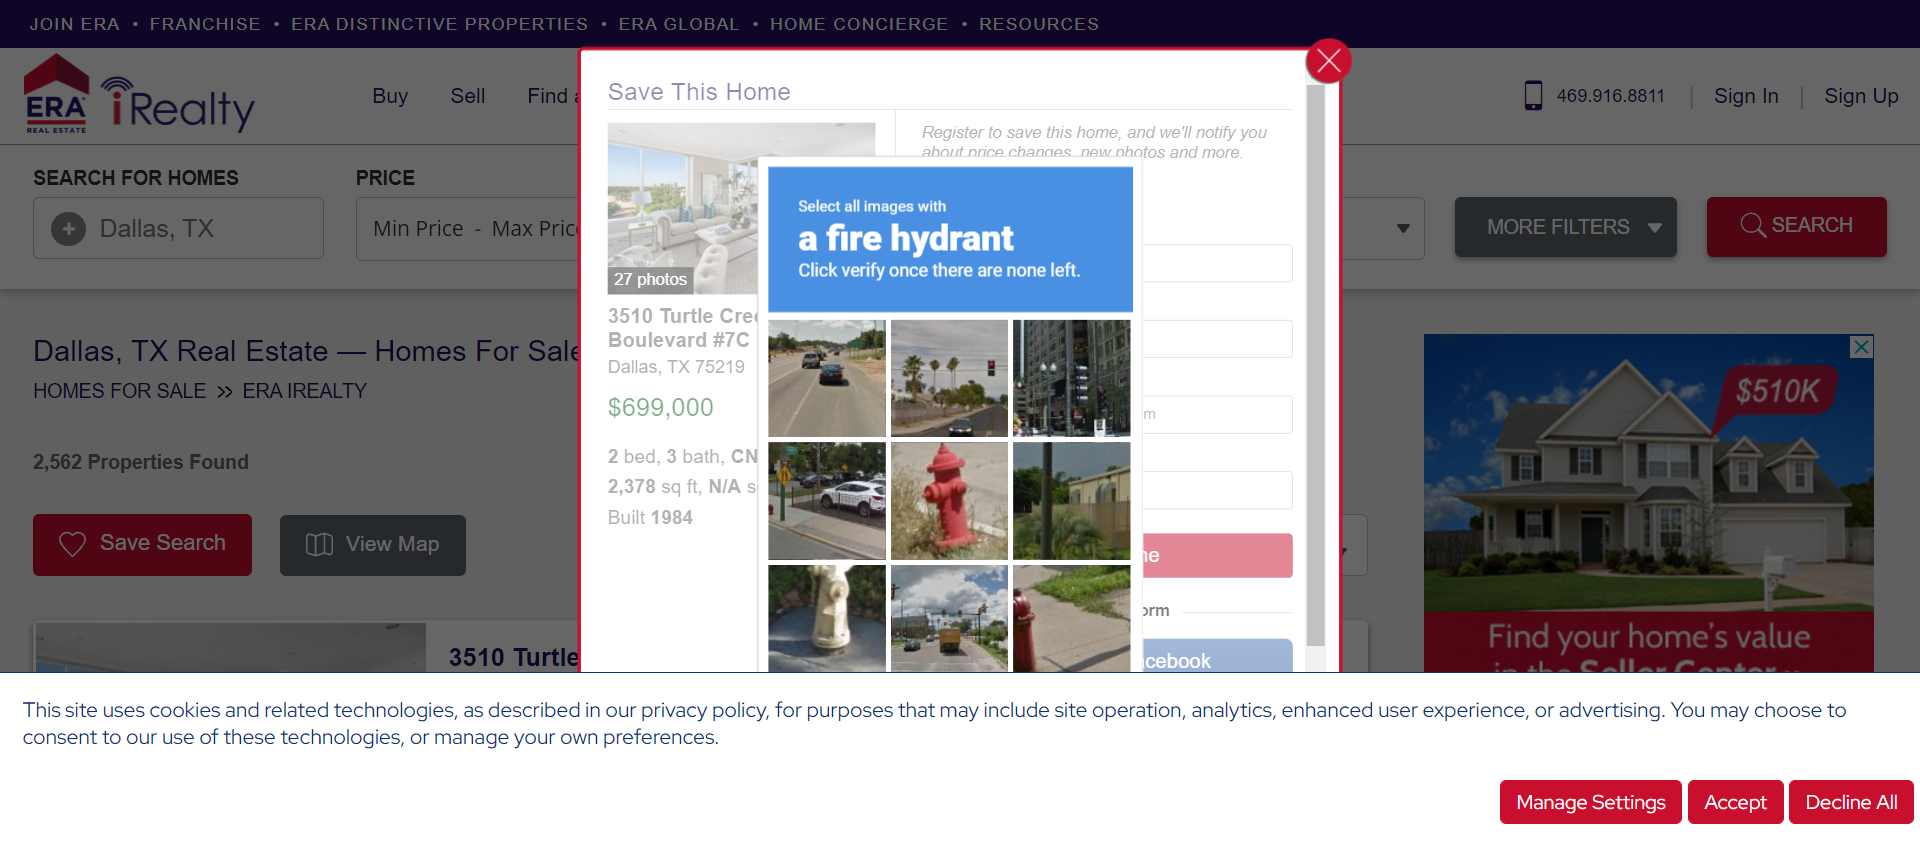 JOIN ERA • FRANCHISE • ERA DISTINCTIVE PROPERTIES • ERA GLOBAL • HOME CONCIERGE • RESOURCES
ERA
REAL ESTATE
iRealty
Buy
Sell
Find
469.916.8811
Sign In
Sign Up
SEARCH FOR HOMES
PRICE
Dallas, TX
Min Price - Max Pric
MORE FILTERS
SEARCH
Save This Home
Register to save this home, and we'll notify you
about price changes, new photos and more.
27 photos
3510 Turtle Cre
Boulevard #7C
Dallas, TX 75219
$699,000
2 bed, 3 bath, CN
2,378 sq ft, N/A s
Built 1984
Select all images with
a fire hydrant
Click verify once there are none left.
m
ne
orm
acebook
Dallas, TX Real Estate — Homes For Sale
HOMES FOR SALE » ERA IREALTY
2,562 Properties Found
Save Search
View Map
3510 Turtle
$510K
Find your home's value
in the Seller Center
This site uses cookies and related technologies, as described in our privacy policy, for purposes that may include site operation, analytics, enhanced user experience, or advertising. You may choose to
consent to our use of these technologies, or manage your own preferences.
Manage Settings
Accept
Decline All